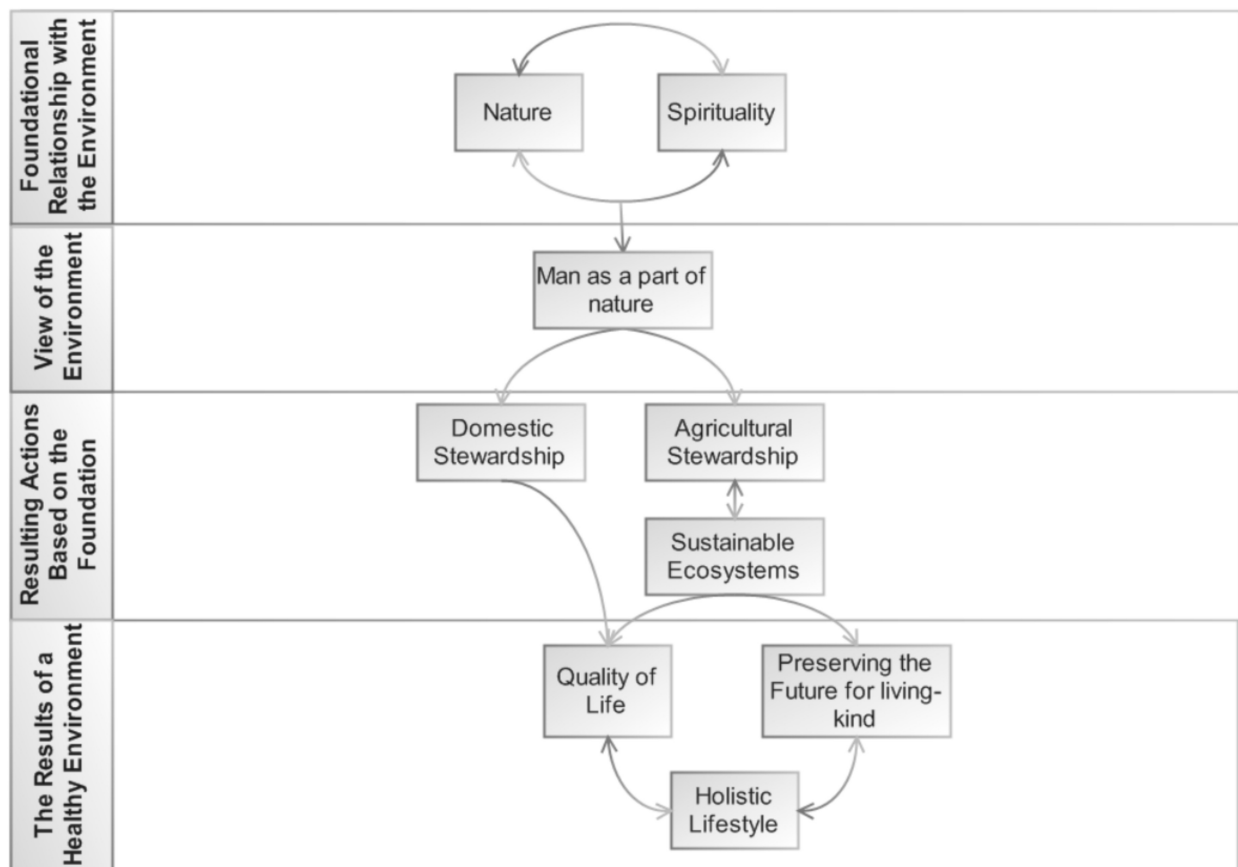 Foundational
Relationship with
the Environment
Nature
Spirituality
View of the
Environment
Man as a part of
nature
Resulting Actions
Based on the
Foundation
Domestic
Stewardship
Agricultural
Stewardship
Sustainable
Ecosystems
The Results of a
Healthy Environment
Quality of
Life
Preserving the
Future for living-
kind
Holistic
Lifestyle